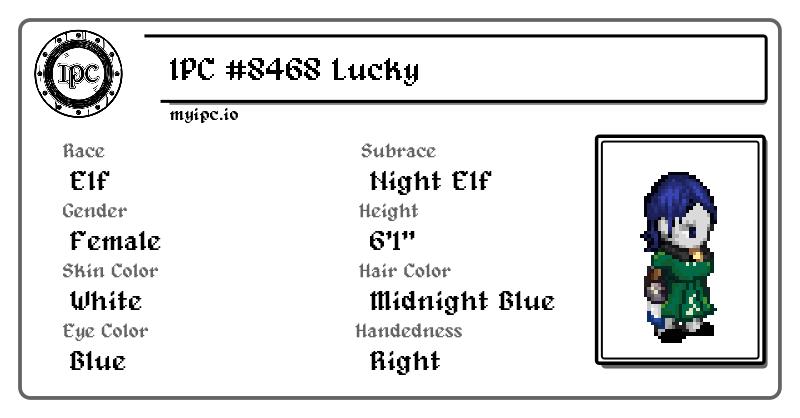 IPC
IPC #8468 Lucky
myipc.io
Race
Elf
Subrace
Night Elf
Gender
Female
Height
6'1"
Skin Color
White
Hair Color
Midnight Blue
Eye Color
Blue
Handedness
Right